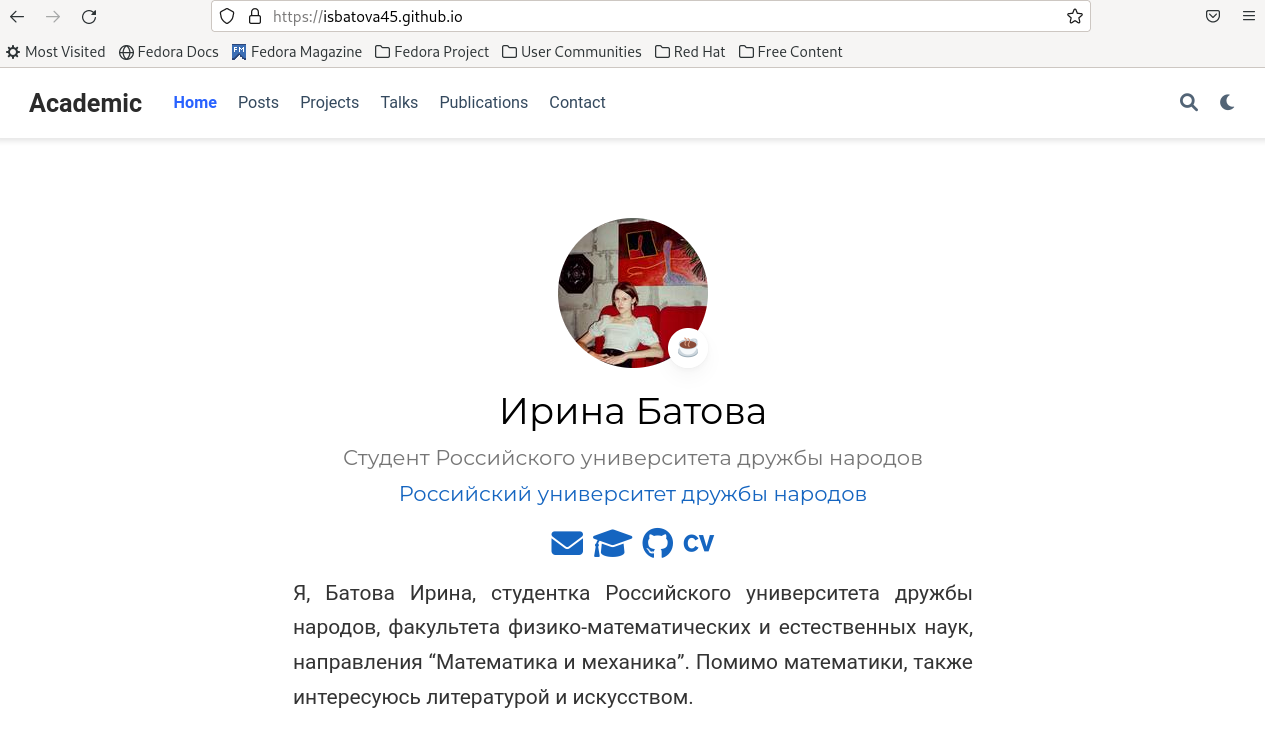 https://isbatova45.github.io
Most Visited Fedora Docs Fedora Magazine Fedora Project User Communities Red Hat Free Content
Academic Home Posts Projects Talks Publications Contact
Ирина Батова
Студент Российского университета дружбы народов
Российский университет дружбы народов
CV
Я, Батова Ирина, студентка Российского университета дружбы
народов, факультета физико-математических и естественных наук,
направления “Математика и механика”. Помимо математики, также
интересуюсь литературой и искусством.